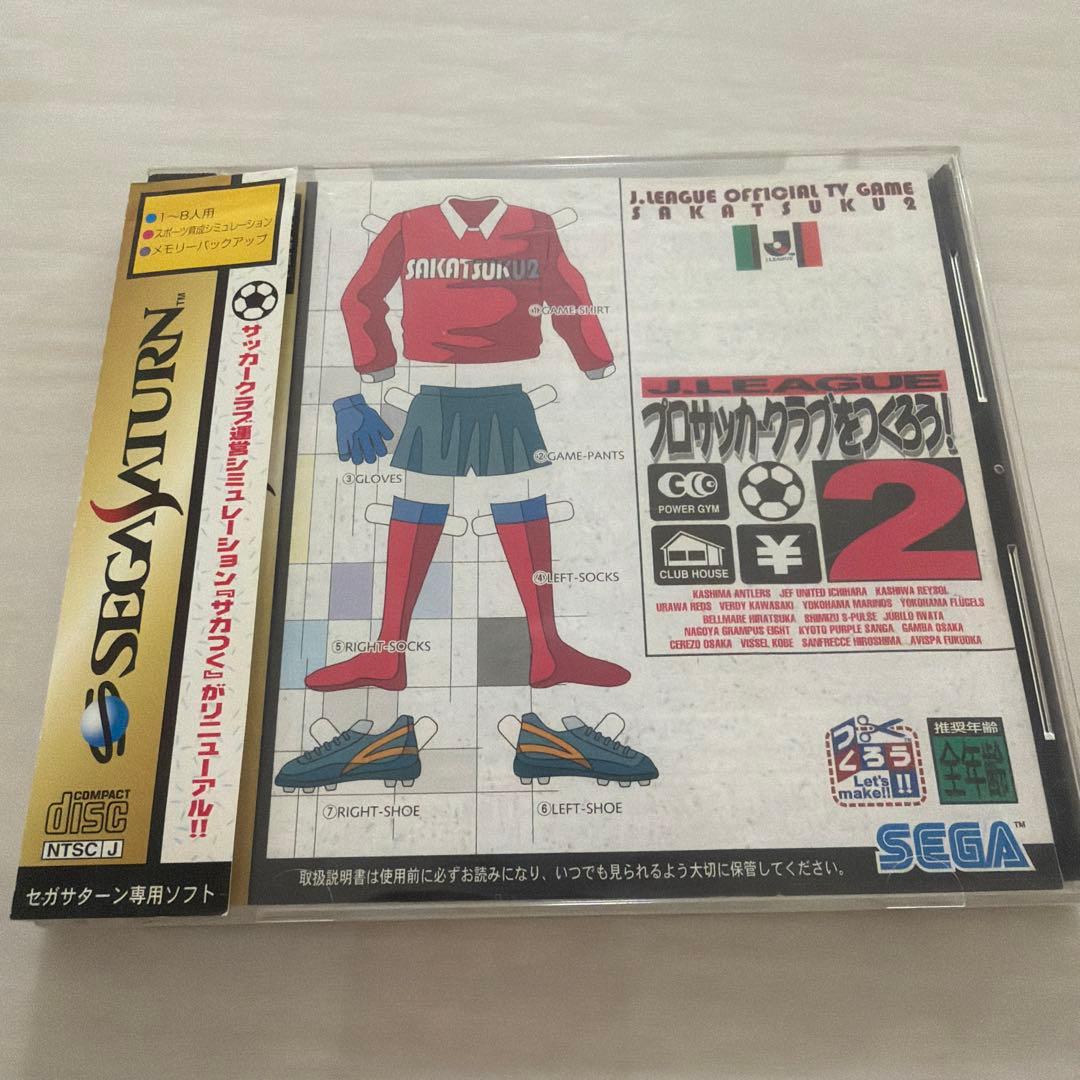 ●1～8人用
●スポーツ育成シミュレーション
●メモリーバックアップ
SEGASATURN™
COMPACT
disc
NTSC J
セガサターン専用ソフト
サッカークラブ運営シミュレーション『サカつく』がリニューアル!!
J.LEAGUE OFFICIAL TV GAME
SAKATSUKU2
J.LEAGUE
SAKATSUKU2
①GAME-SHIRT
②GAME-PANTS
③GLOVES
④LEFT-SOCKS
⑤RIGHT-SOCKS
⑦RIGHT-SHOE
⑥LEFT-SHOE
J.LEAGUE
プロサッカークラブをつくろう!
2
POWER GYM
CLUB HOUSE
¥
KASHIMA ANTLERS JEF UNITED ICHIHARA KASHIWA REYSOL
URAWA REDS VERDY KAWASAKI YOKOHAMA MARINOS YOKOHAMA FLÜGELS
BELLMARE HIRATSUKA SHIMIZU S-PULSE JÚBILO IWATA
NAGOYA GRAMPUS EIGHT KYOTO PURPLE SANGA GAMBA OSAKA
CEREZO OSAKA VISSEL KOBE SANFRECCE HIROSHIMA AVISPA FUKUOKA
つくろう!!
Let's
make!!
推奨年齢
全年齢
SEGA™
取扱説明書は使用前に必ずお読みになり、いつでも見られるよう大切に保管してください。